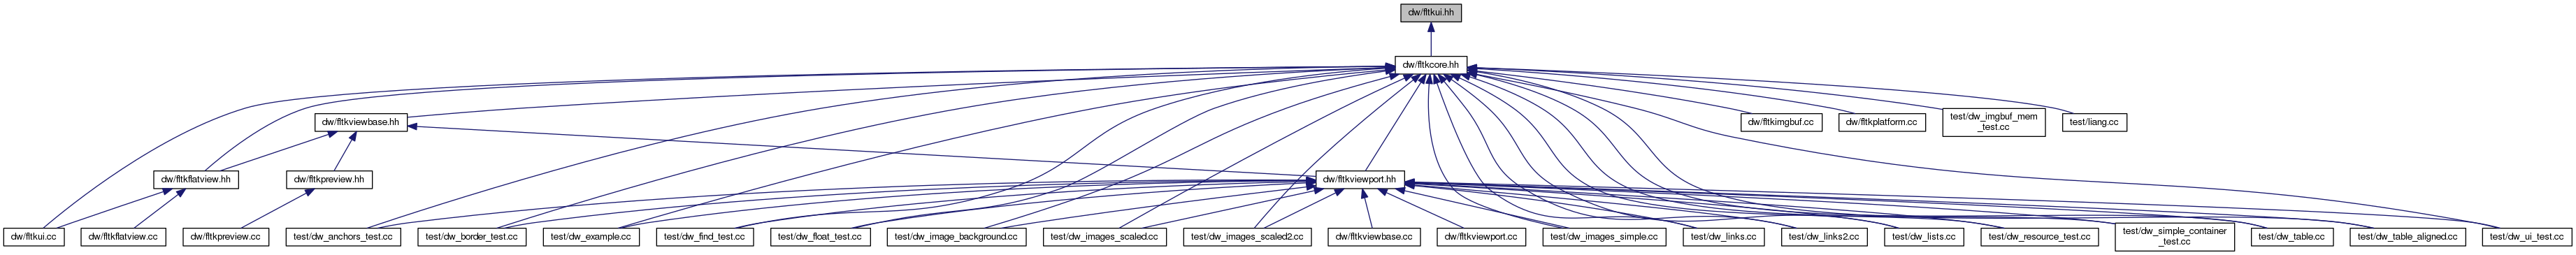 dw/fltkui.hh
dw/fltkcore.hh
dw/fltkviewbase.hh
dw/fltkimgbuf.cc
dw/fltkplatform.cc
test/dw_imgbuf_mem
_test.cc
test/liang.cc
dw/fltkflatview.hh
dw/fltkpreview.hh
dw/fltkviewport.hh
dw/fltkui.cc
dw/fltkflatview.cc
dw/fltkpreview.cc
test/dw_anchors_test.cc
test/dw_border_test.cc
test/dw_example.cc
test/dw_find_test.cc
test/dw_float_test.cc
test/dw_image_background.cc
test/dw_images_scaled.cc
test/dw_images_scaled2.cc
dw/fltkviewbase.cc
dw/fltkviewport.cc
test/dw_images_simple.cc
test/dw_links.cc
test/dw_links2.cc
test/dw_lists.cc
test/dw_resource_test.cc
test/dw_simple_container
_test.cc
test/dw_table.cc
test/dw_table_aligned.cc
test/dw_ui_test.cc